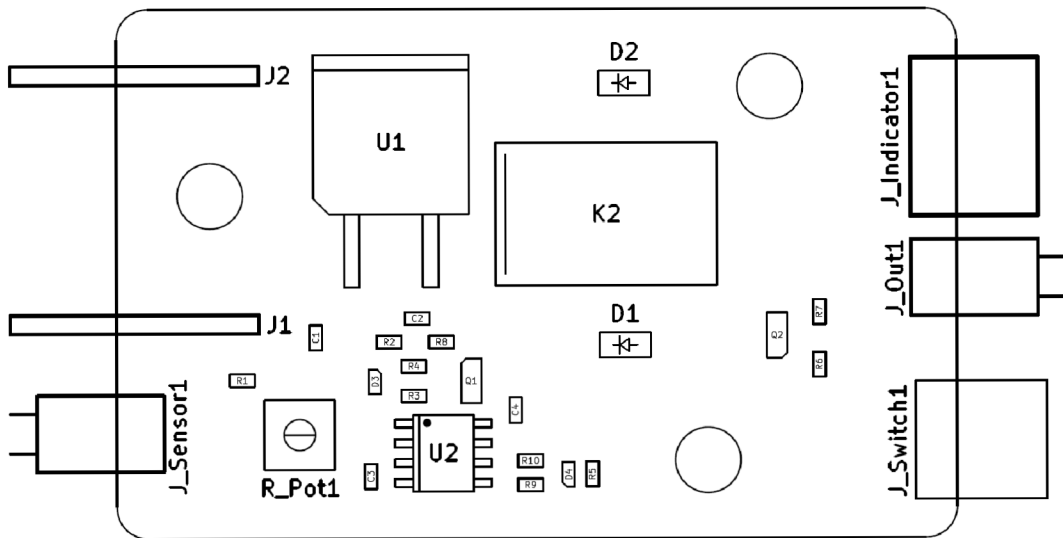 D2
J2
U1
J_Indicator1
K2
J_Out1
J1
C2
D1
R7
C1
R2
R8
Q2
R4
R6
R1
D3
Q1
R3
J_Sensor1
C4
J_Switch1
U2
R10
C3
D4
R5
R9
R_Pot1